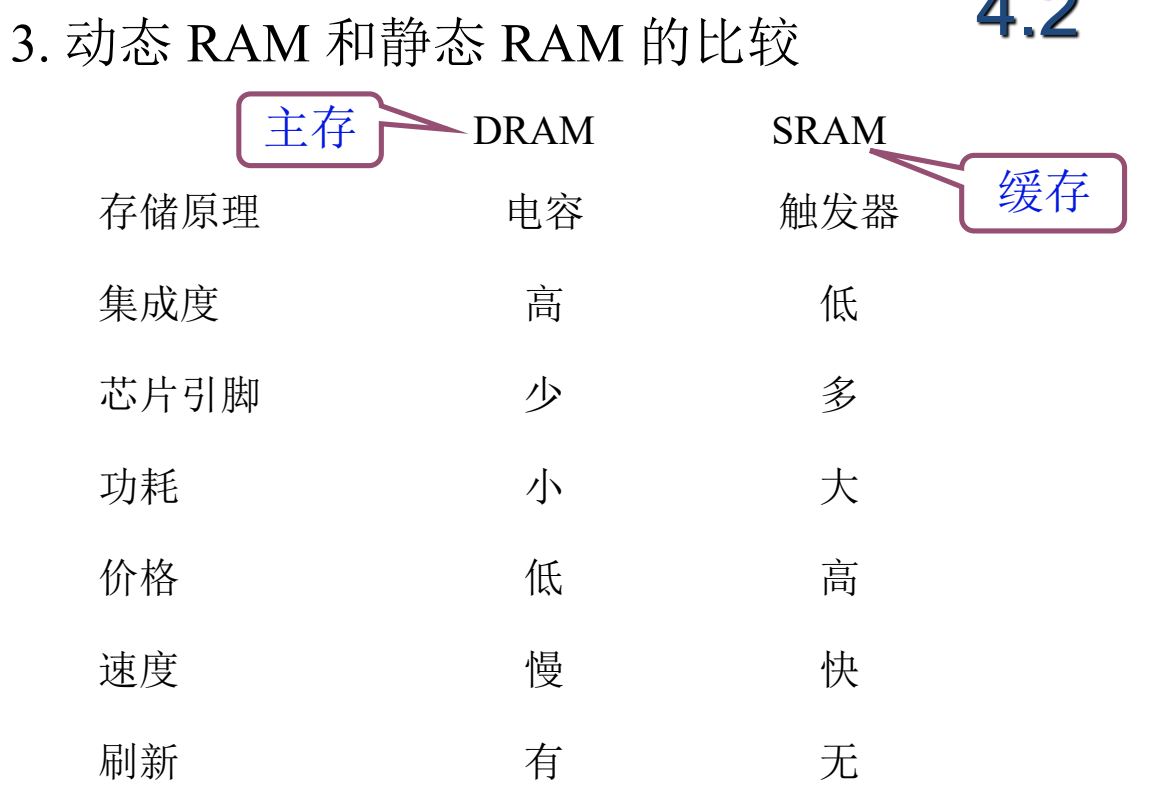 4.2
3. 动态 RAM 和静态 RAM 的比较
主存 DRAM SRAM
缓存
存储原理 电容 触发器
集成度 高 低
芯片引脚 少 多
功耗 小 大
价格 低 高
速度 慢 快
刷新 有 无